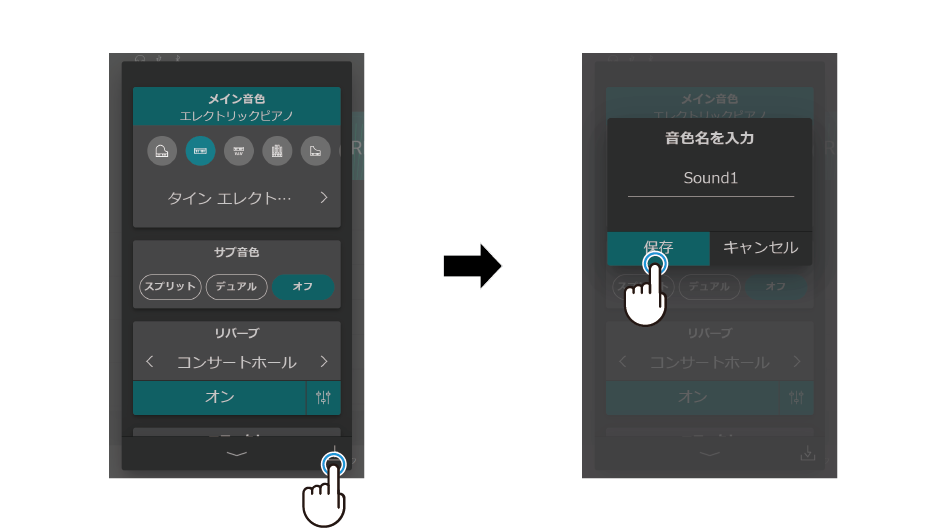 メイン音色
エレクトリックピアノ
R
タイン エレクト…
サブ音色
スプリット
デュアル
オフ
リバーブ
コンサートホール
オン
メイン音色
エレクトリックピアノ
音色名を入力
Sound1
保存
キャンセル
デュアル
オフ
リバーブ
コンサートホール
オン